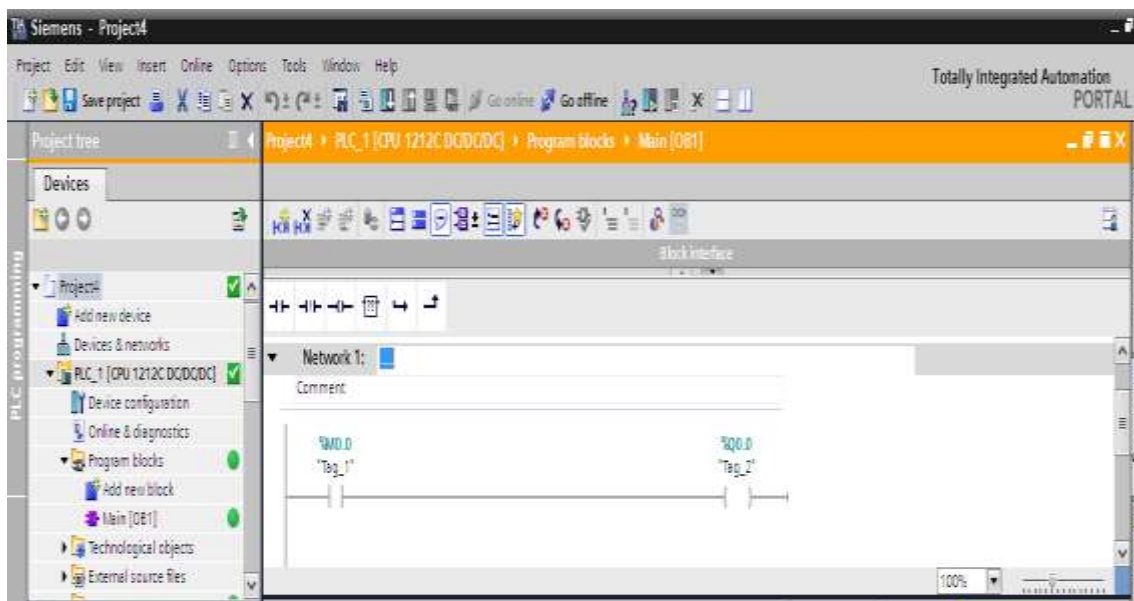 Siemens - Project4
Project Edit View Insert Online Options Tools Window Help
Totally Integrated Automation
PORTAL
Save project Go online Go offline
Project tree
Project4 PLC_1 [CPU 1212C DC/DC/DC] Program blocks Main [OB1]
Devices
Block interface
PLC programming
Project4
Add new device
Devices & networks
PLC_1 [CPU 1212C DC/DC/DC]
Device configuration
Online & diagnostics
Program blocks
Add new block
Main [OB1]
Technological objects
External source files
Network 1:
Comment
%M0.0
"Tag_1"
%Q0.0
"Tag_2"
100%